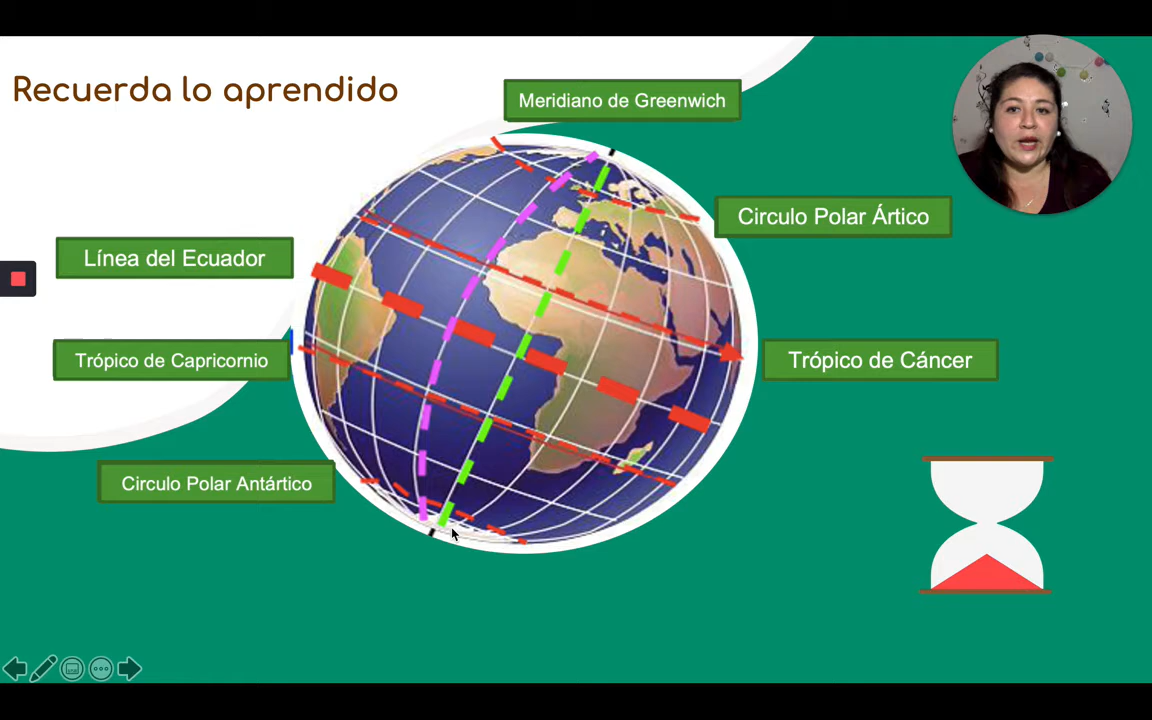 Recuerda lo aprendido
Meridiano de Greenwich
Circulo Polar Ártico
Línea del Ecuador
Trópico de Capricornio
Trópico de Cáncer
Circulo Polar Antártico